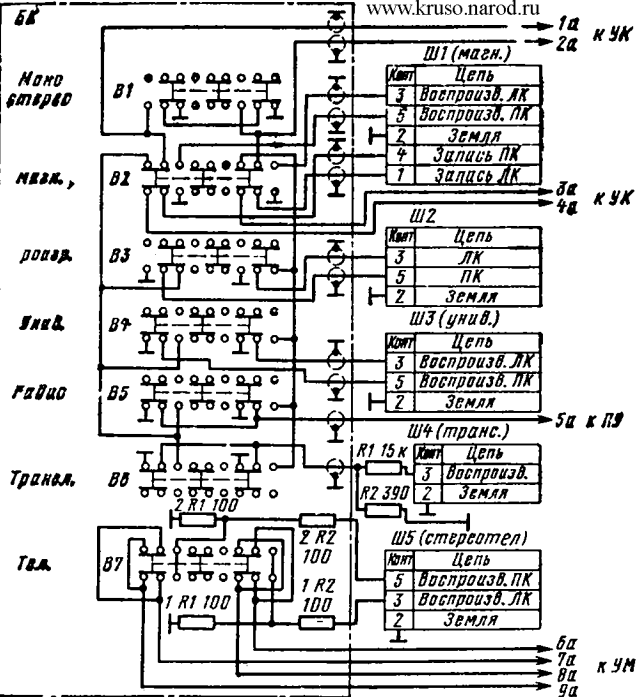 www.kruso.narod.ru
БК
1а
2а
к УК
Моно
стерео
В1
Ш1 (магн.)
Конт Цепь
3 Воспроизв. ЛК
5 Воспроизв. ПК
2 Земля
4 Запись ПК
1 Запись ЛК
магн.,
В2
3а
4а
к УК
роизр.
В3
Ш2
Конт Цепь
3 ЛК
5 ПК
2 Земля
Унив.
В4
Ш3 (унив.)
Конт Цепь
3 Воспроизв. ЛК
5 Воспроизв. ПК
2 Земля
Радио
В5
5а к ПУ
Трансл.
В6
Ш4 (транс.)
R1 15 к
R2 390
Конт Цепь
3 Воспроизв.
2 Земля
2 R1 100
2 R2
100
Тел.
В7
1 R1 100
1 R2
100
Ш5 (стереотел)
Конт Цепь
5 Воспроизв. ПК
3 Воспроизв. ЛК
2 Земля
6а
7а
8а
9а
к УМ